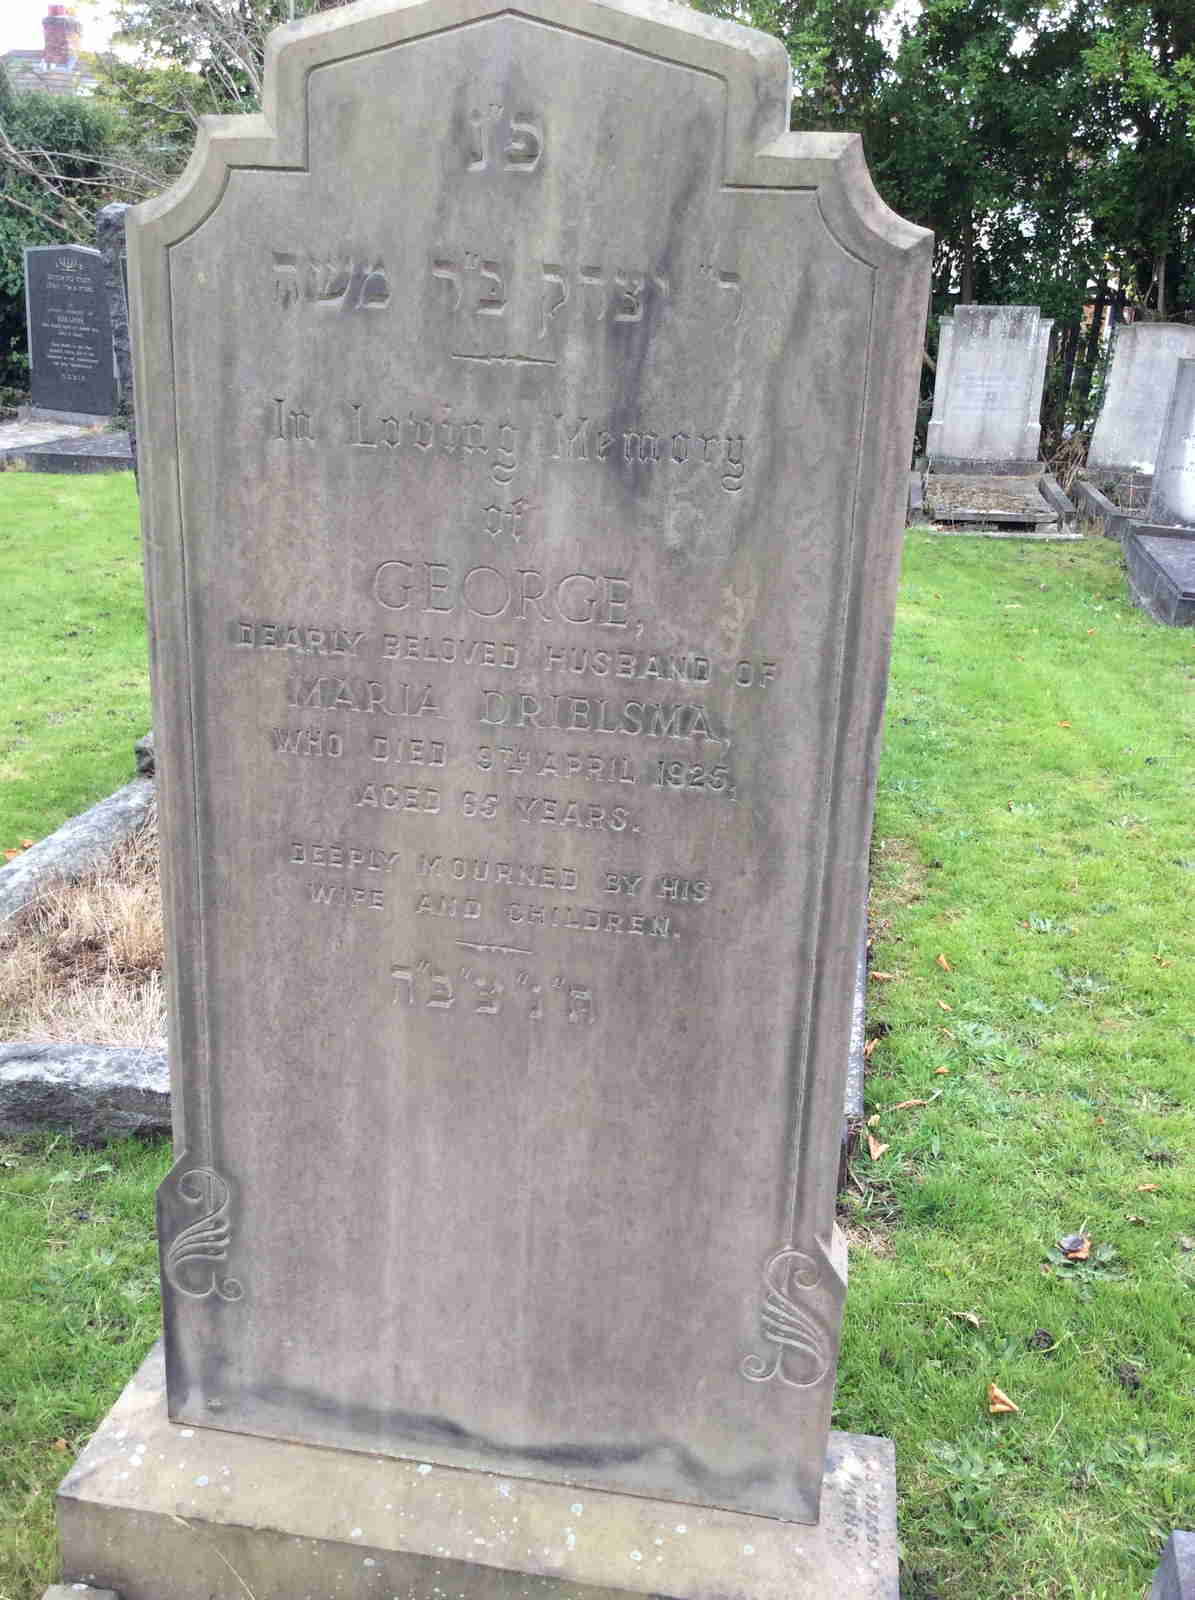 פ"נ
ר' יצחק ב"ר משה
In Loving Memory
of
GEORGE,
DEARLY BELOVED HUSBAND OF
MARIA DRIELSMA,
WHO DIED 9TH APRIL 1925,
AGED 65 YEARS.
DEEPLY MOURNED BY HIS
WIFE AND CHILDREN.
ת"נ"צ"ב"ה